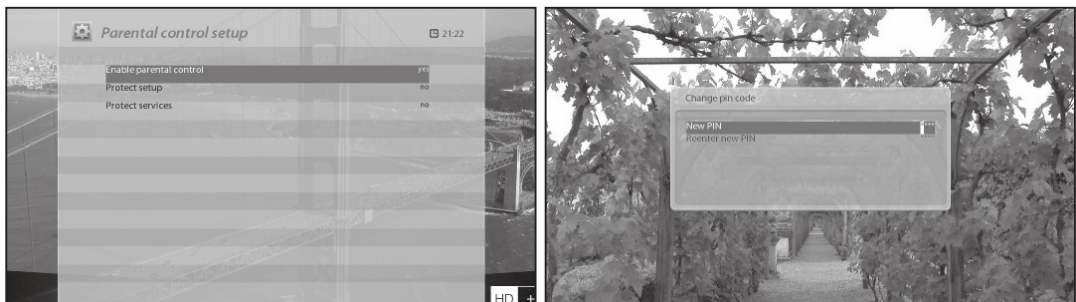 Parental control setup
21:22
Enable parental control yes
Protect setup no
Protect services no
HD +
Change pin code
New PIN ****
Reenter new PIN